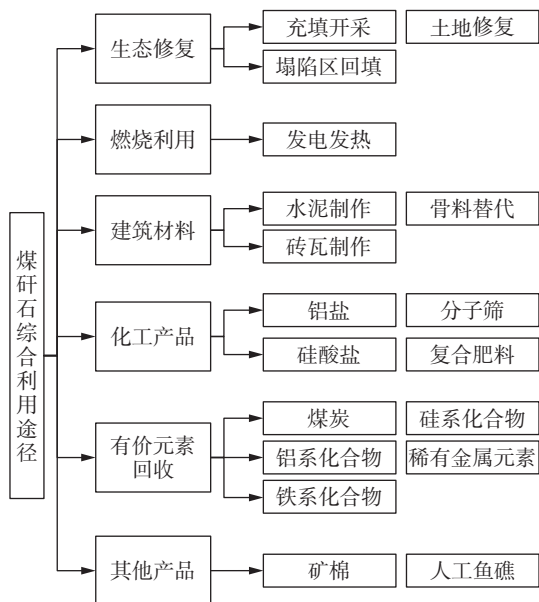 煤矸石综合利用途径
生态修复
充填开采
土地修复
塌陷区回填
燃烧利用
发电发热
建筑材料
水泥制作
骨料替代
砖瓦制作
化工产品
铝盐
分子筛
硅酸盐
复合肥料
有价元素
回收
煤炭
硅系化合物
铝系化合物
稀有金属元素
铁系化合物
其他产品
矿棉
人工鱼礁